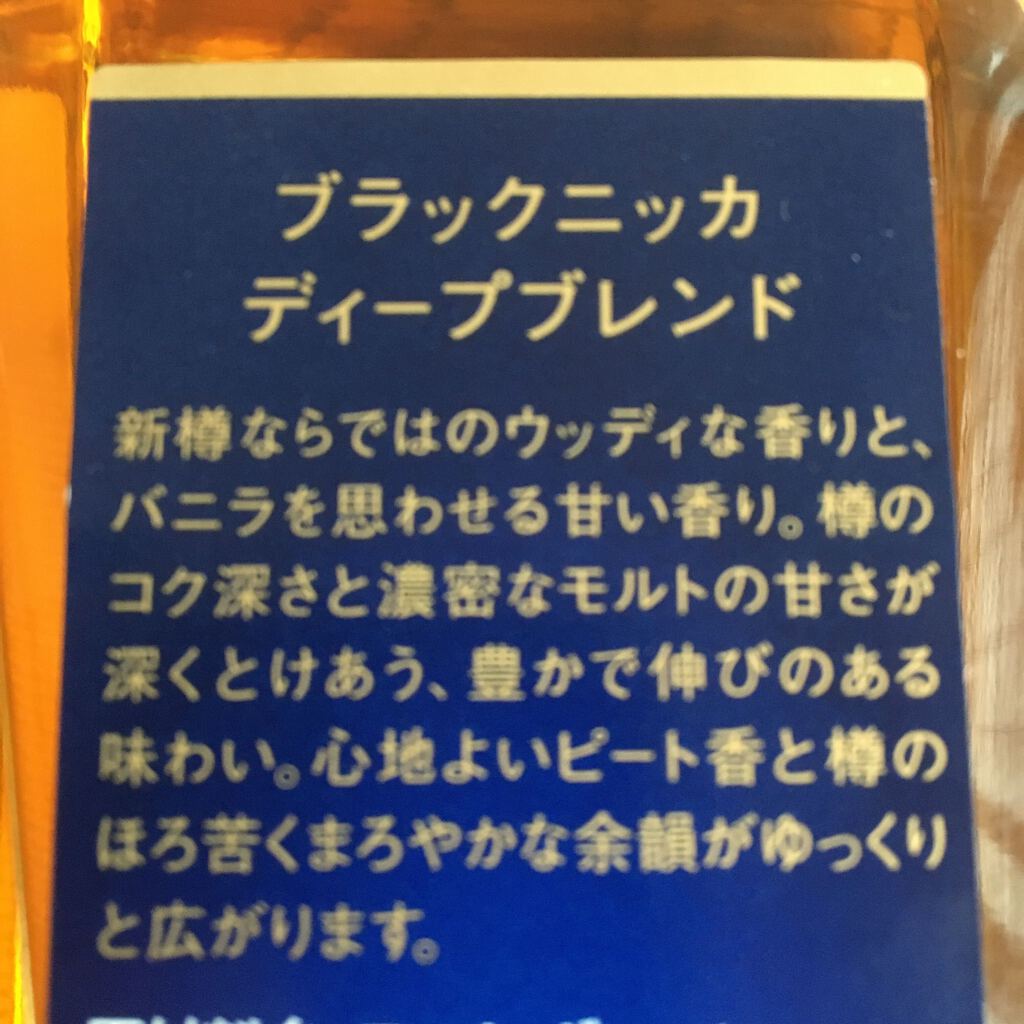 ブラックニッカ
ディープブレンド
新樽ならではのウッディな香りと、
バニラを思わせる甘い香り。樽の
コク深さと濃密なモルトの甘さが
深くとけあう、豊かで伸びのある
味わい。心地よいピート香と樽の
ほろ苦くまろやかな余韻がゆっくり
と広がります。